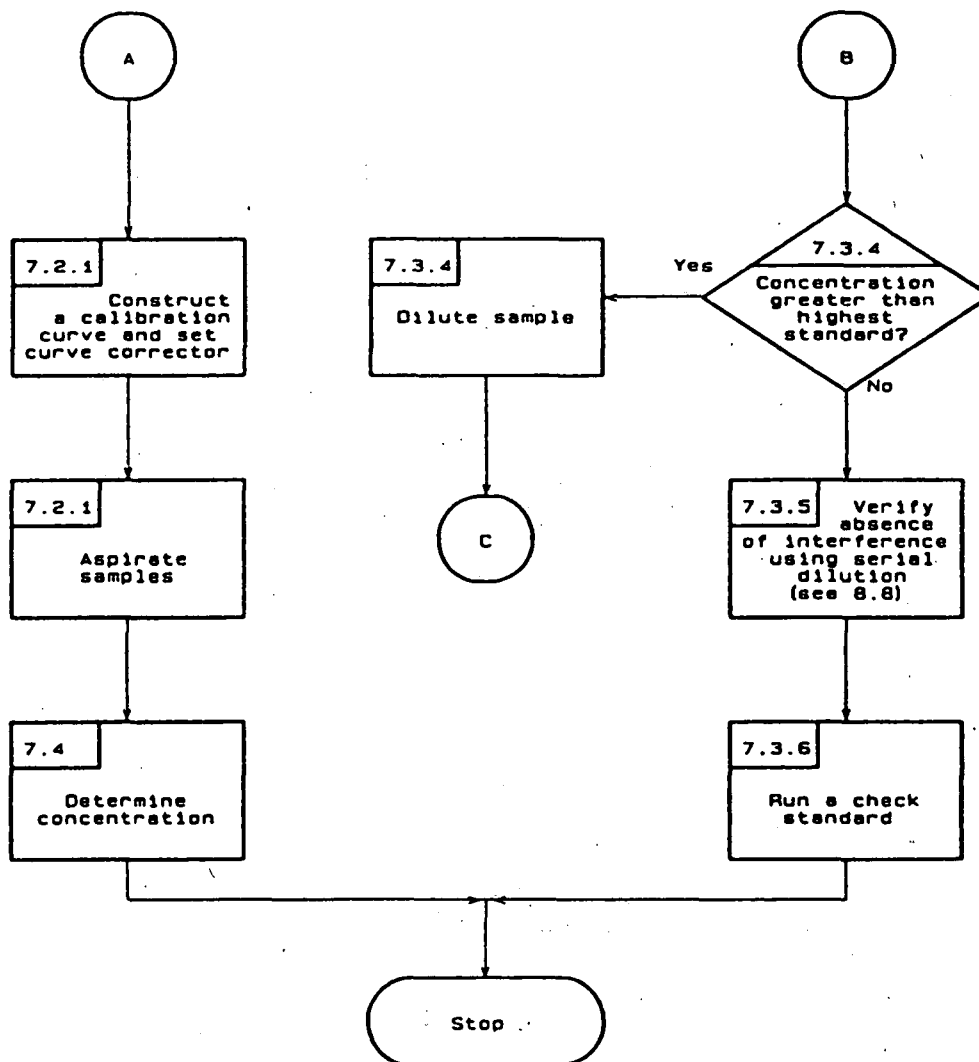 A
B
7.2.1
Construct
a calibration
curve and set
curve corrector
7.3.4
Dilute sample
Yes
7.3.4
Concentration
greater than
highest
standard?
No
7.2.1
Aspirate
samples
C
7.3.5
Verify
absence
of interference
using serial
dilution
(see 8.8)
7.4
Determine
concentration
7.3.6
Run a check
standard
Stop